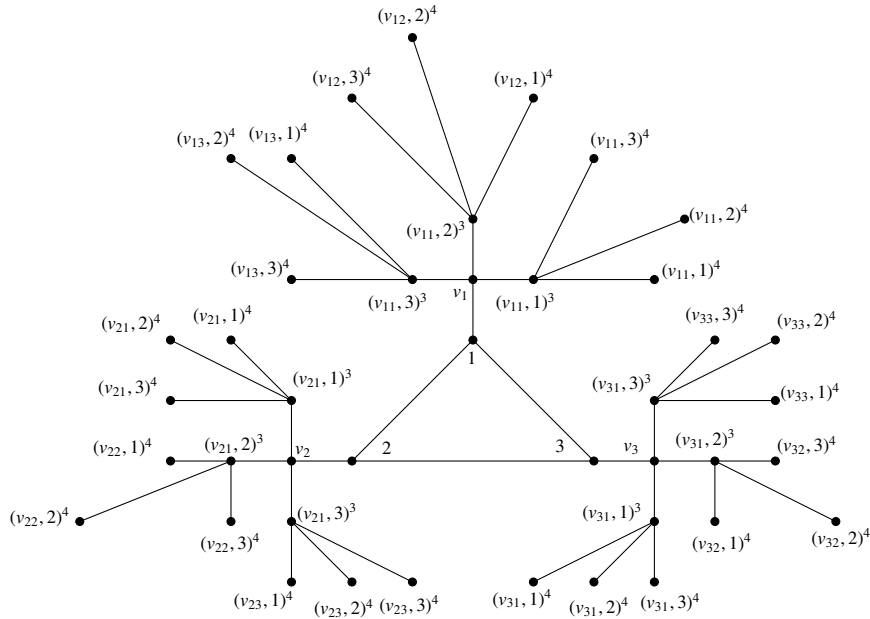 (v₁₂, 2)⁴
(v₁₂, 3)⁴
(v₁₂, 1)⁴
(v₁₃, 2)⁴
(v₁₃, 1)⁴
(v₁₁, 3)⁴
(v₁₁, 2)³
(v₁₁, 2)⁴
(v₁₃, 3)⁴
(v₁₁, 3)³
v₁
(v₁₁, 1)³
(v₁₁, 1)⁴
1
(v₂₁, 2)⁴
(v₂₁, 1)⁴
(v₃₃, 3)⁴
(v₃₃, 2)⁴
(v₂₁, 3)⁴
(v₂₁, 1)³
(v₃₁, 3)³
(v₃₃, 1)⁴
(v₂₂, 1)⁴
(v₂₁, 2)³
v₂
2
3
v₃
(v₃₁, 2)³
(v₃₂, 3)⁴
(v₂₂, 2)⁴
(v₂₂, 3)⁴
(v₂₁, 3)³
(v₃₁, 1)³
(v₃₂, 1)⁴
(v₃₂, 2)⁴
(v₂₃, 1)⁴
(v₂₃, 2)⁴
(v₂₃, 3)⁴
(v₃₁, 1)⁴
(v₃₁, 2)⁴
(v₃₁, 3)⁴